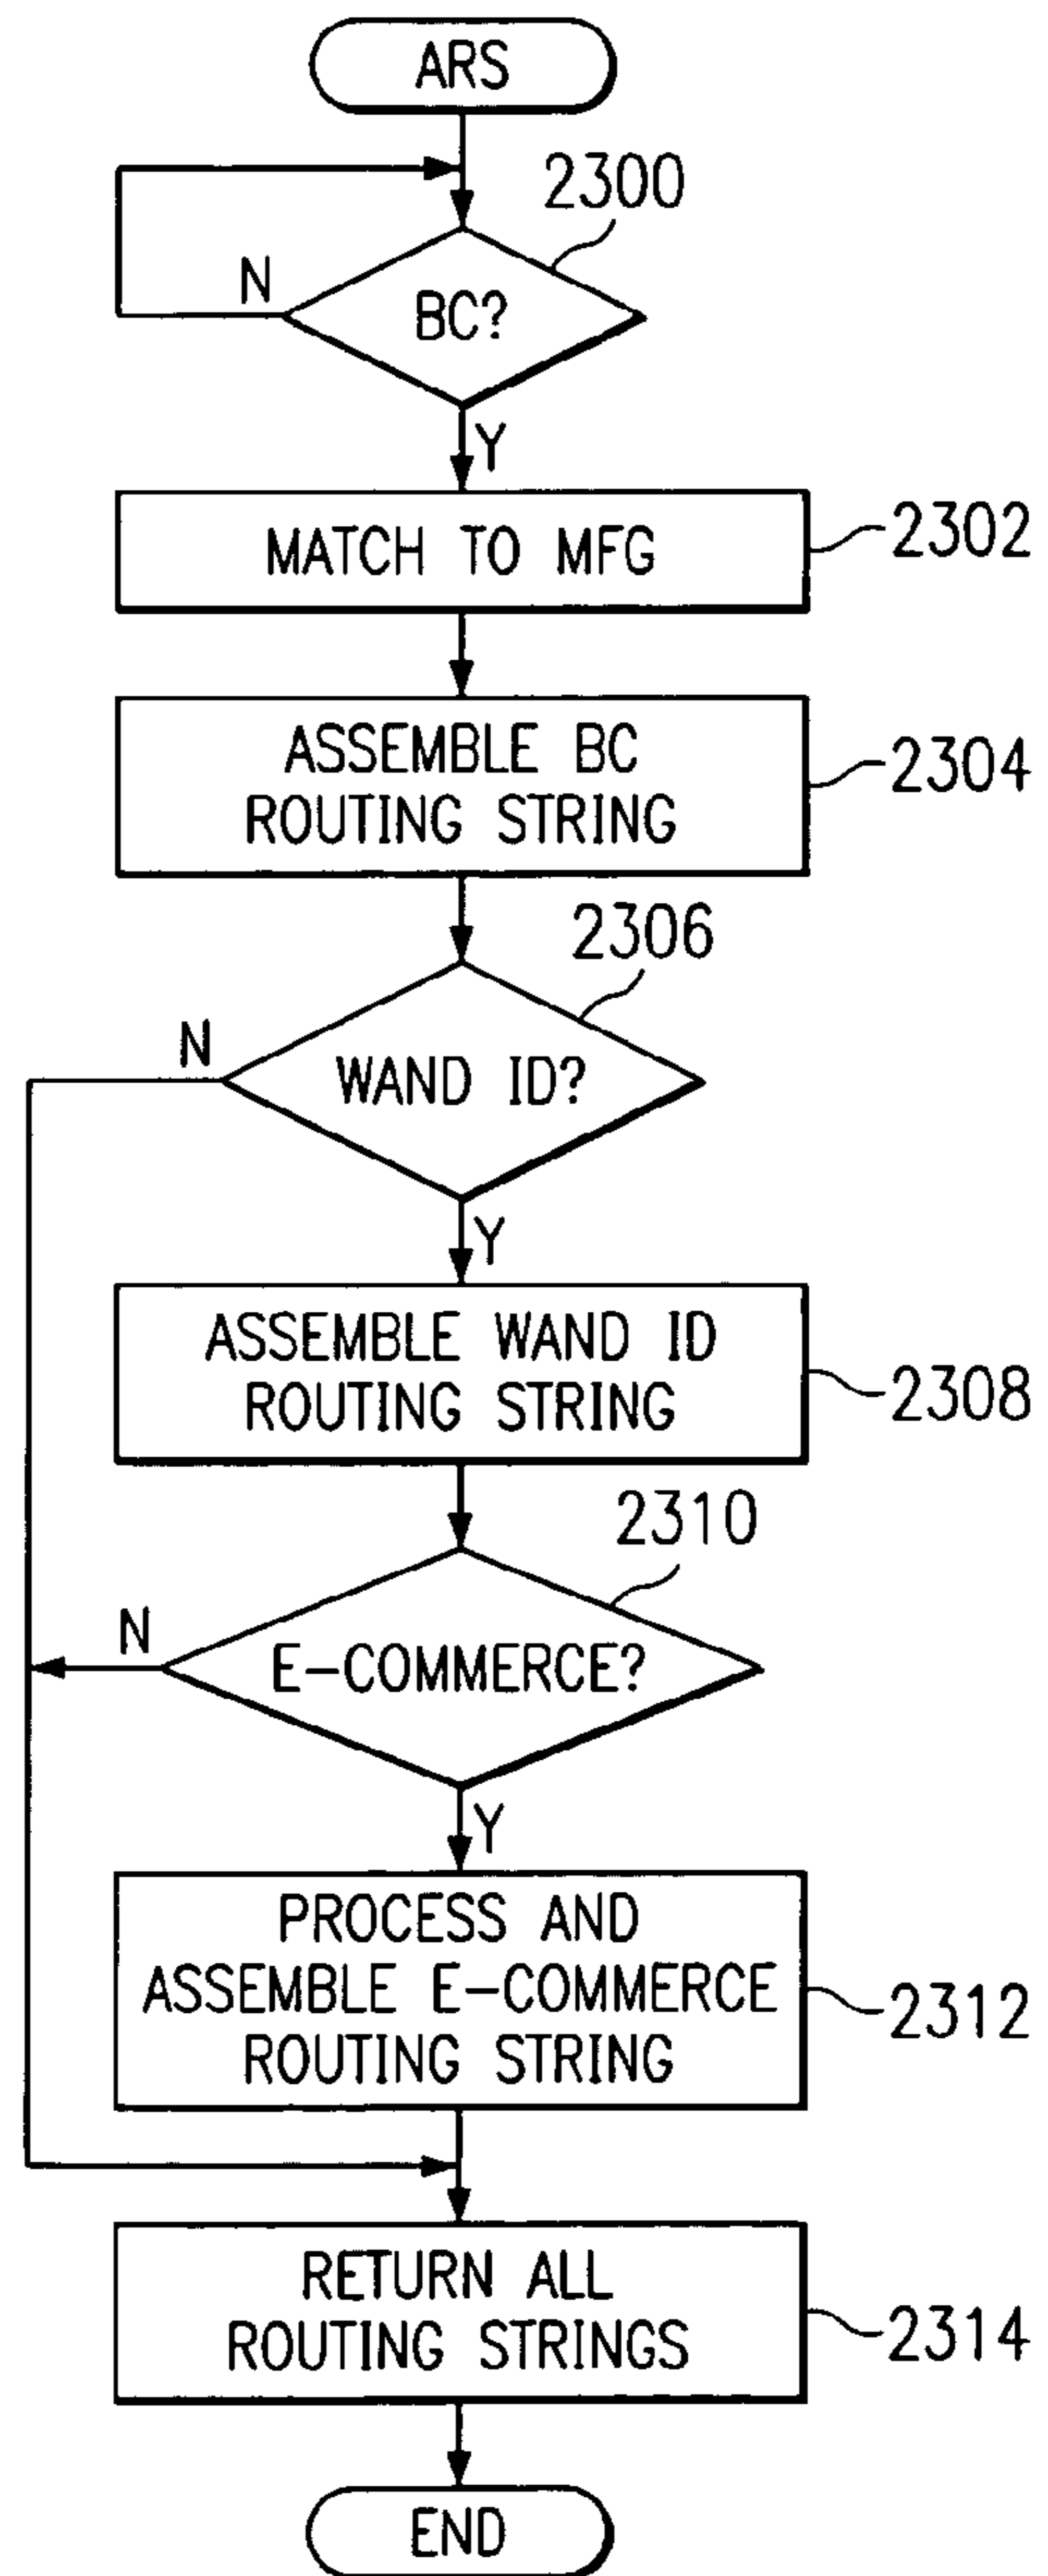 ARS
2300
N
BC?
Y
MATCH TO MFG
2302
ASSEMBLE BC
ROUTING STRING
2304
2306
N
WAND ID?
Y
ASSEMBLE WAND ID
ROUTING STRING
2308
2310
N
E-COMMERCE?
Y
PROCESS AND
ASSEMBLE E-COMMERCE
ROUTING STRING
2312
RETURN ALL
ROUTING STRINGS
2314
END